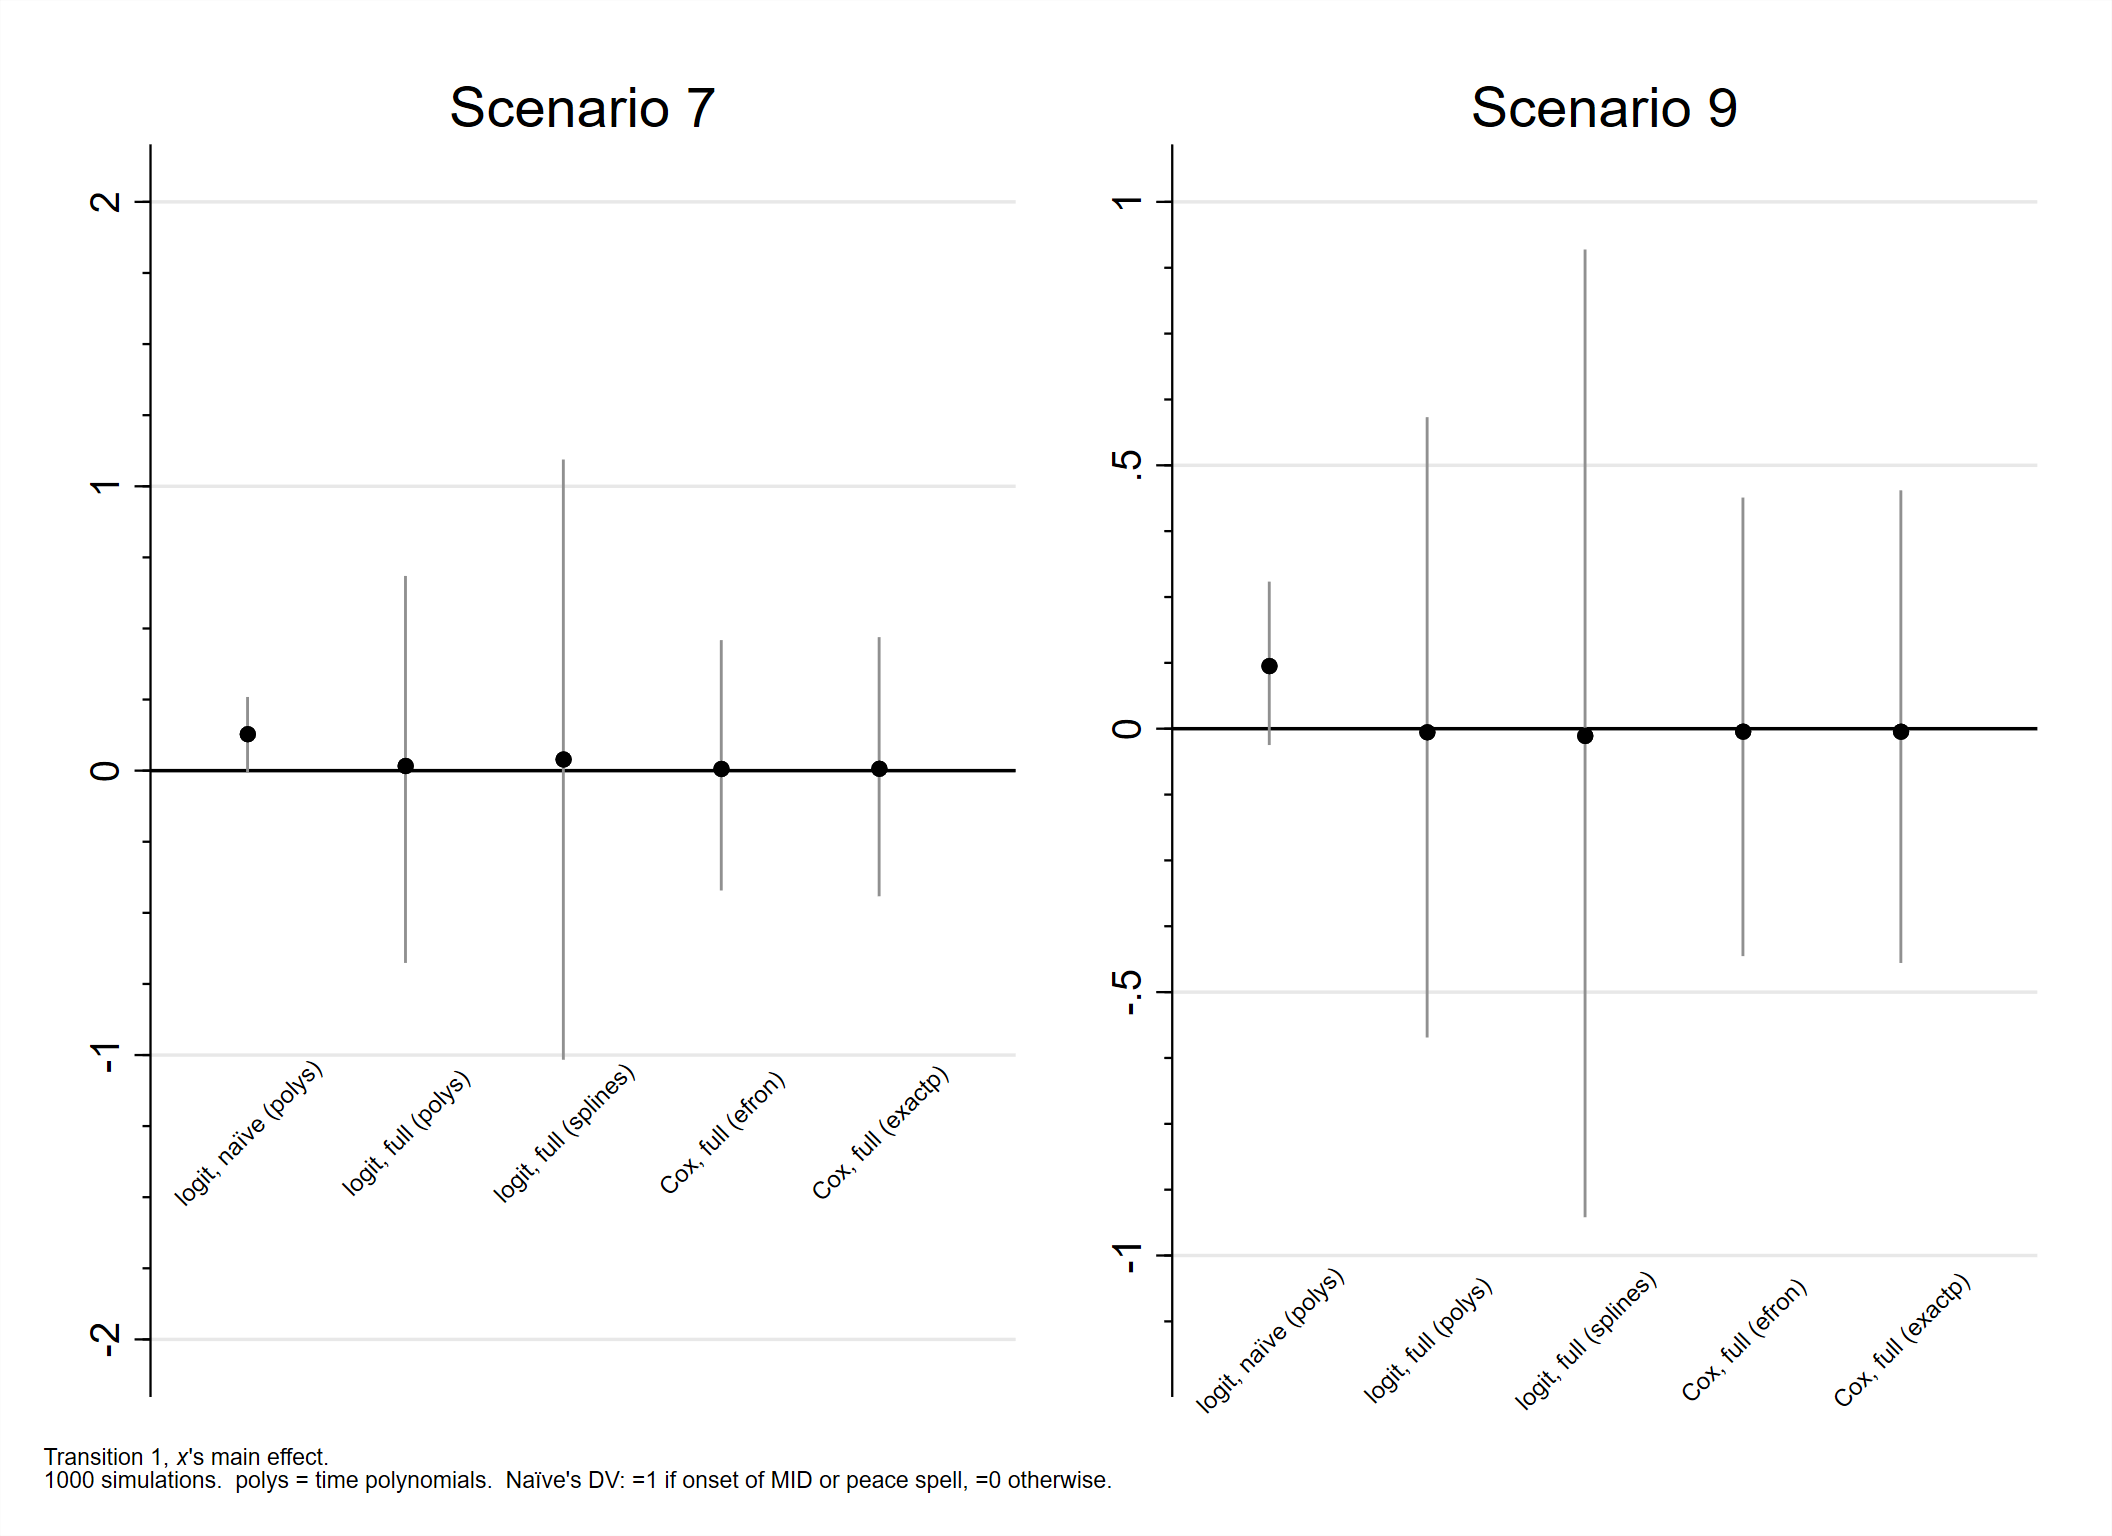 Scenario 7
2
1
0
-1
-2
logit, naïve (polys)
logit, full (polys)
logit, full (splines)
Cox, full (efron)
Cox, full (exactp)
Scenario 9
1
.5
0
-.5
-1
logit, naïve (polys)
logit, full (polys)
logit, full (splines)
Cox, full (efron)
Cox, full (exactp)
Transition 1, x's main effect.
1000 simulations.  polys = time polynomials.  Naïve's DV: =1 if onset of MID or peace spell, =0 otherwise.